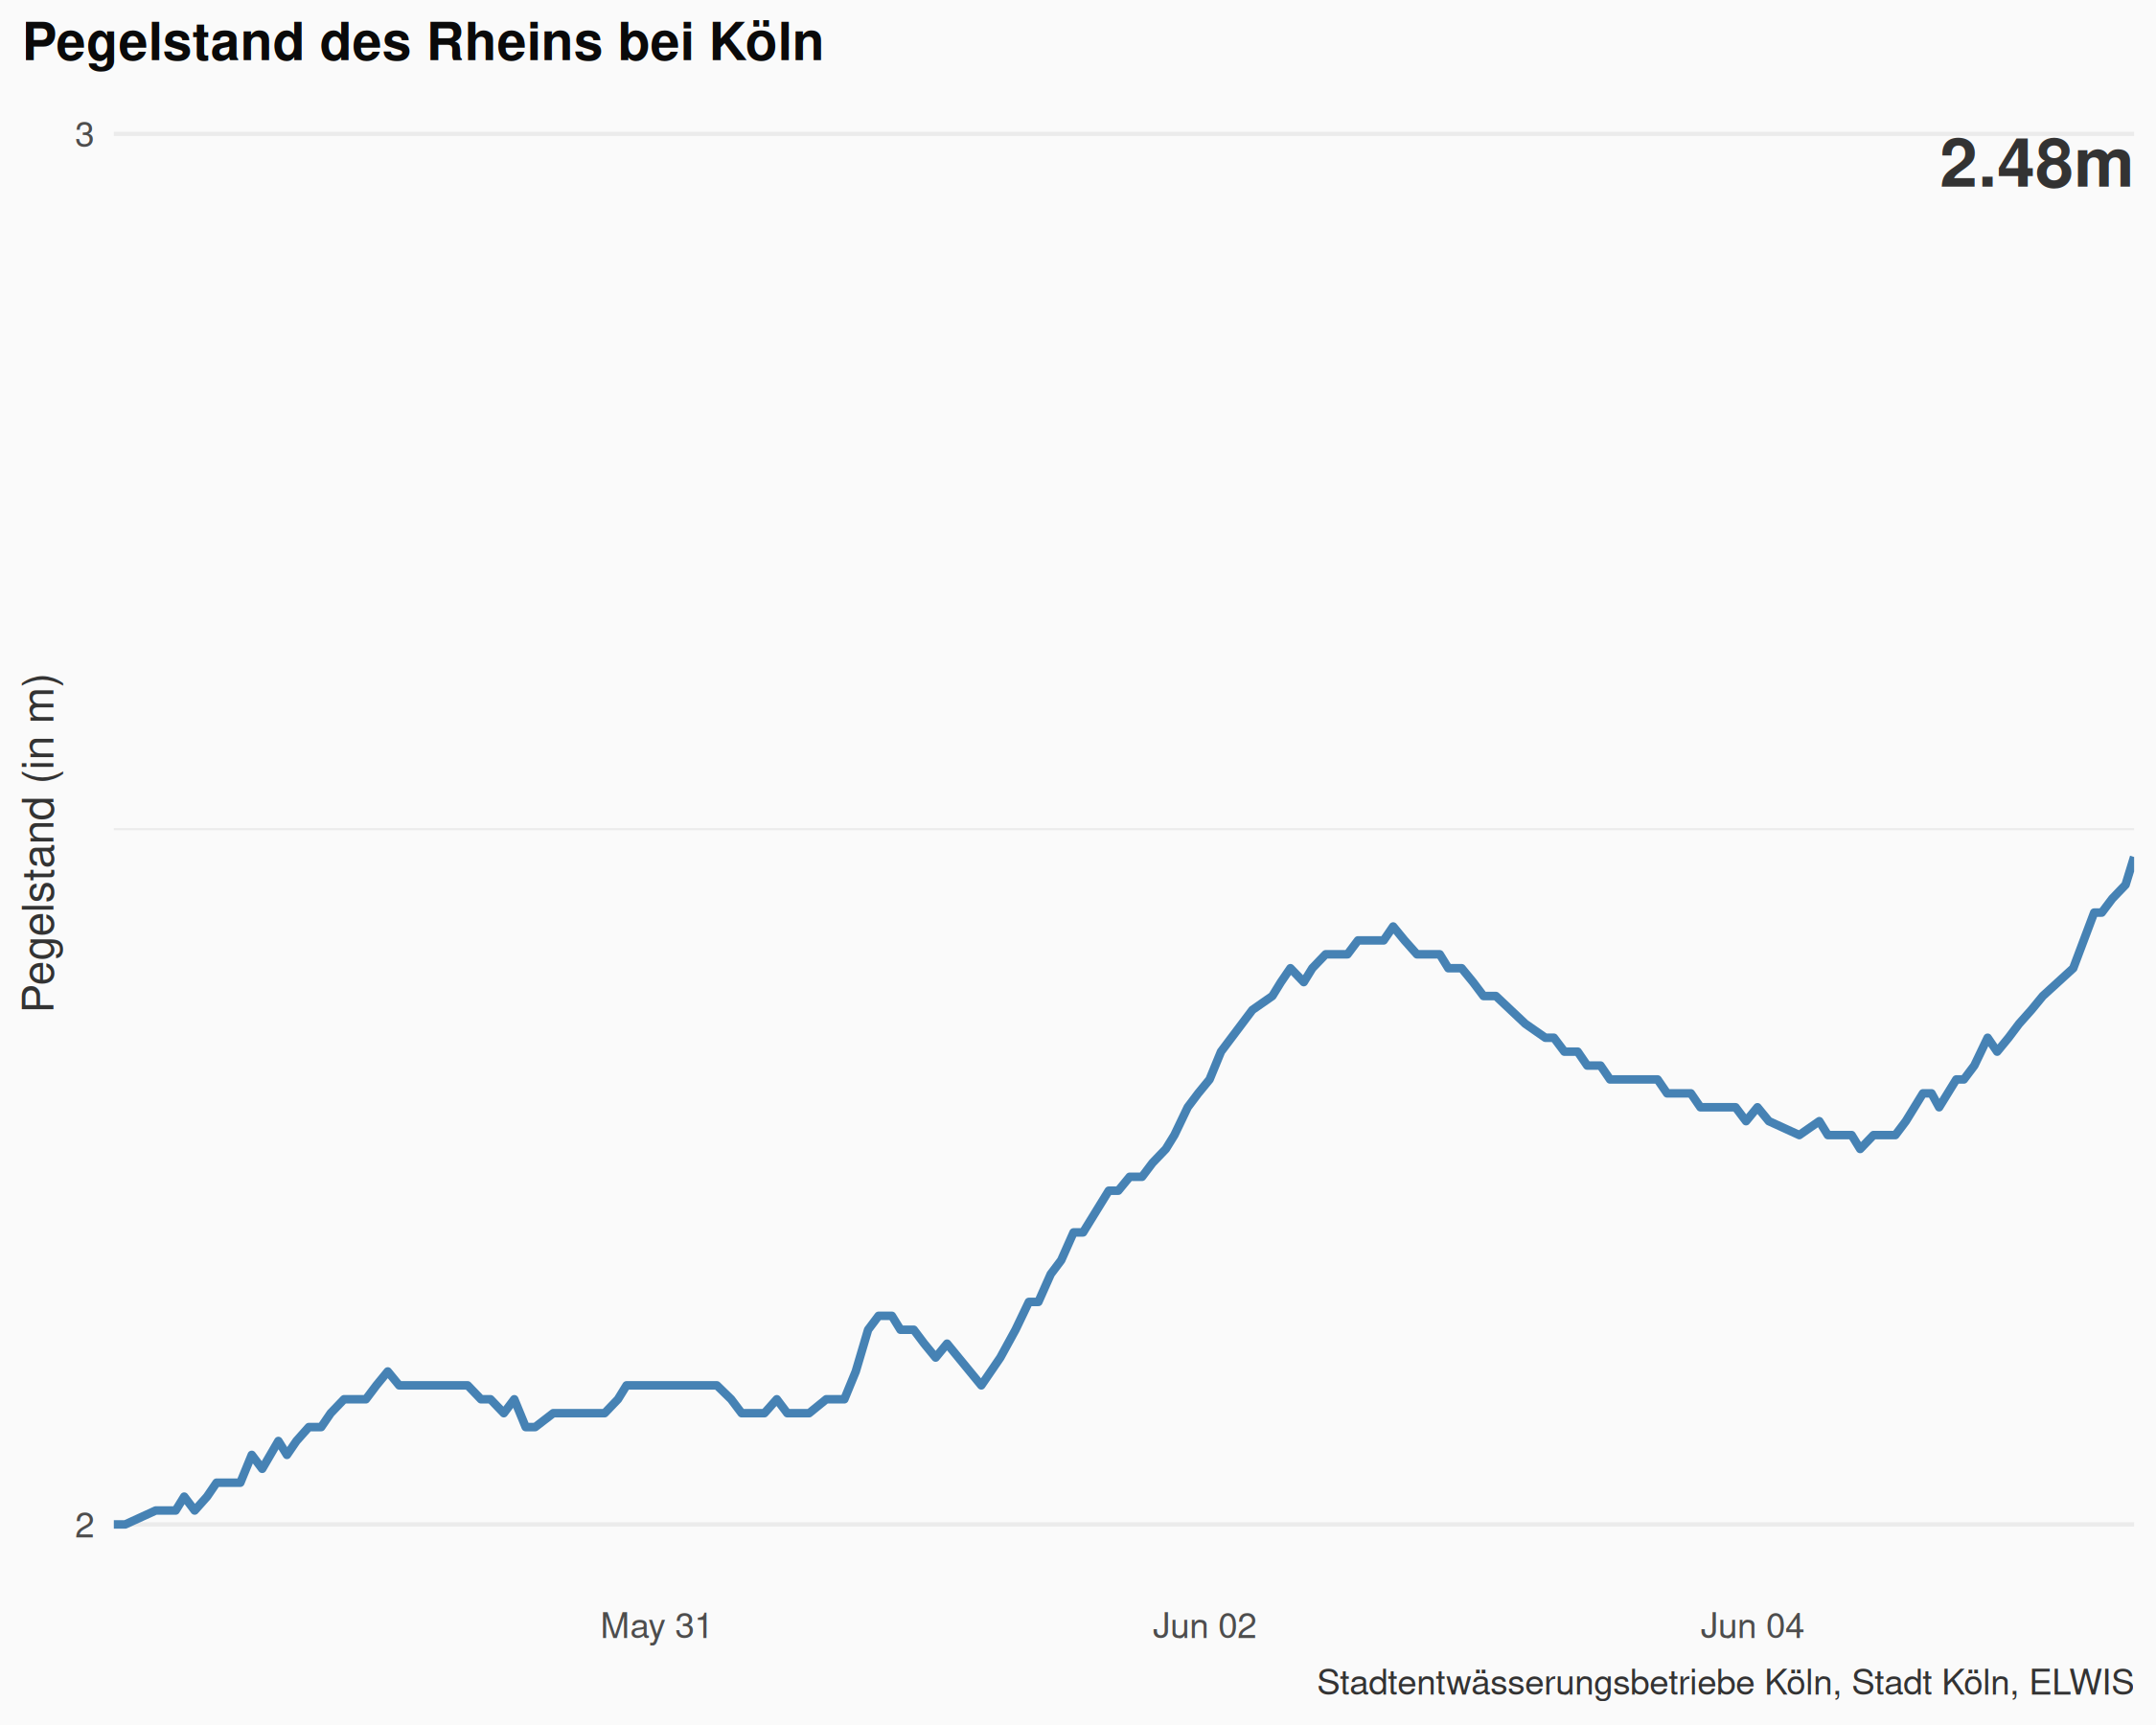 Pegelstand des Rheins bei Köln
3
2.48m
Pegelstand (in m)
2
May 31
Jun 02
Jun 04
Stadtentwässerungsbetriebe Köln, Stadt Köln, ELWIS